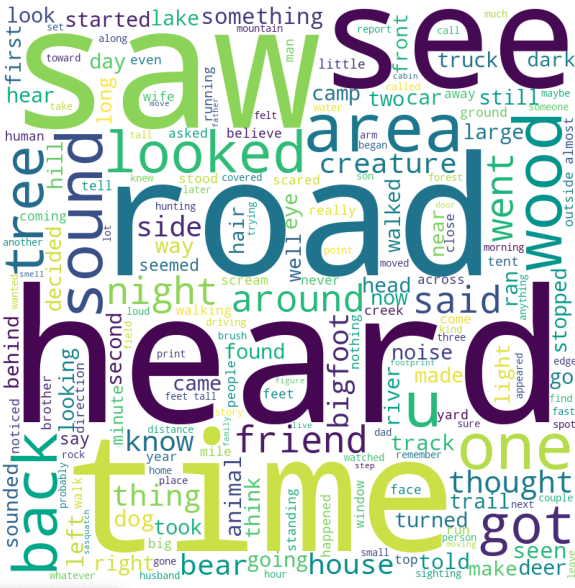 look
started
lake
something
saw
see
set
along
mountain
man
report
call
much
first
toward
day
even
long
running
wife
front
little
truck
dark
hear
take
move
father
water
cabin
called
away
still
maybe
someone
camp
two
car
ground
human
tall
asked
felt
believe
arm
began
area
large
almost
outside
tree
sound
hill
looked
creature
wood
tell
knew
stood
covered
scared
son
forest
later
went
coming
road
side
hair
trying
hunting
really
walked
near
door
close
another
lot
way
well
eye
point
moved
morning
smell
decided
seemed
tent
ran
anything
stopped
wanted
night
around
scream
never
head
across
now
said
heard
loud
walking
creek
come
kind
behind
field
driving
nothing
noise
three
light
appeared
edge
second
print
brush
found
bigfoot
river
made
go
looking
direction
minute
came
feet tall
people
feet
figure
footprint
u
yard
fast
find
spot
noticed
brother
say
story
family
live
dad
sure
back
know
friend
one
sounded
rock
distance
mile
track
year
watched
remember
time
thought
probably
left
walk
sasquatch
home
place
step
thing
animal
think
standing
happened
window
face
trail
got
couple
dog
took
turned
next
person
run
moving
seen
right
big
gone
bear
going
house
small
top
told
make
deer
leave
whatever
husband
hour
sighting